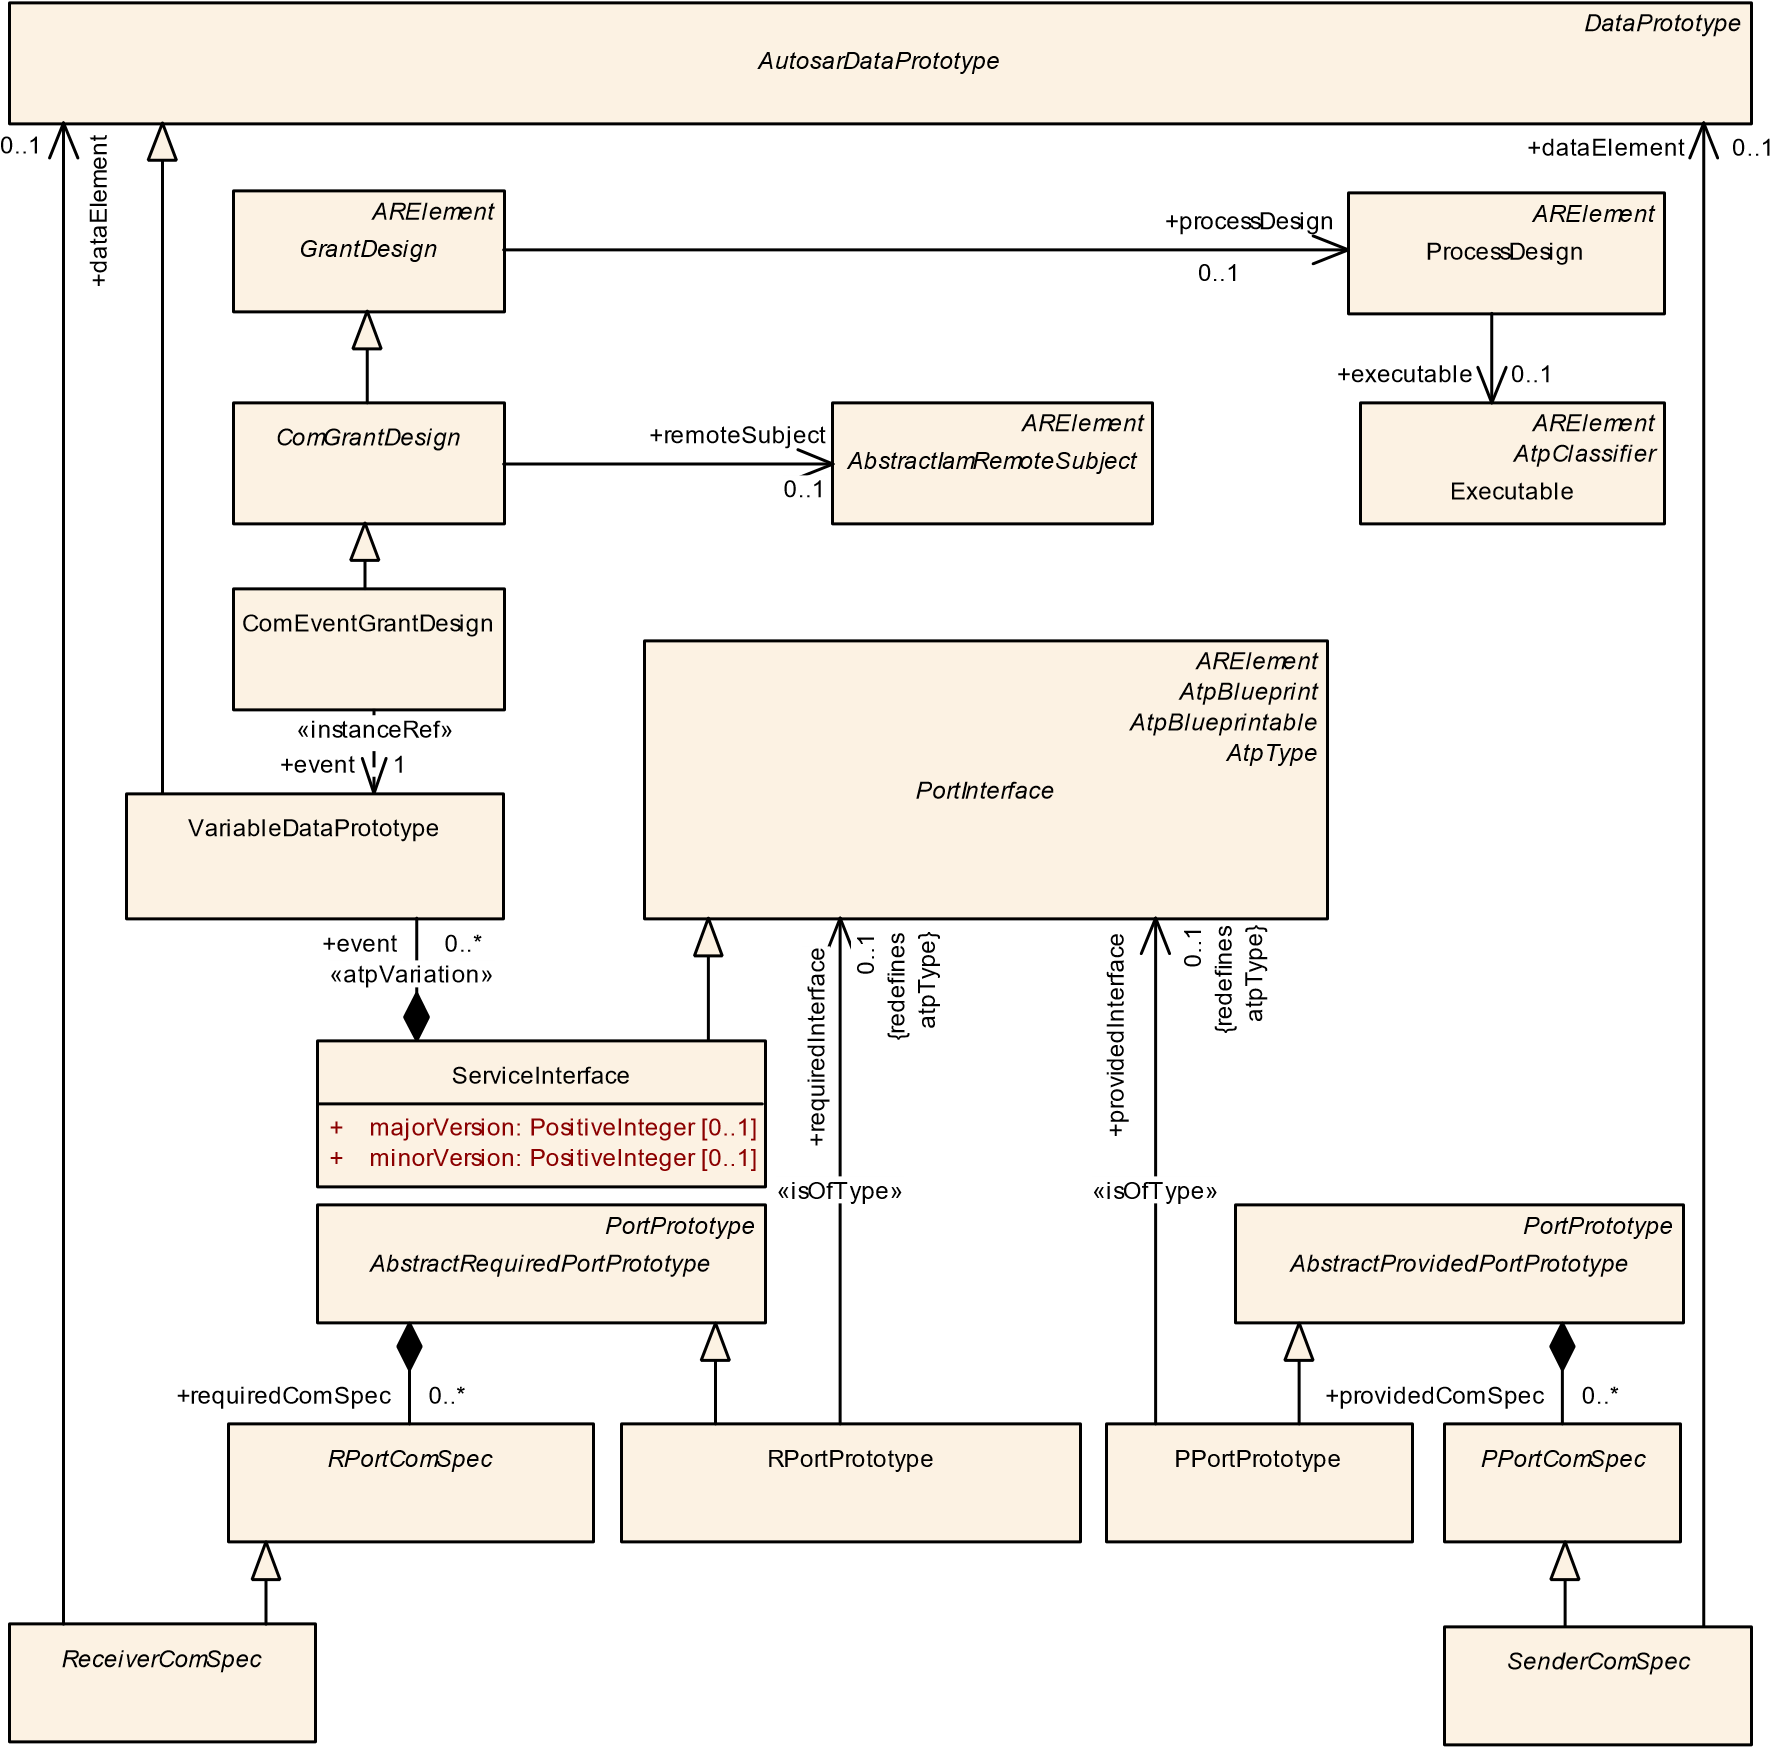 DataPrototype
AutosarDataPrototype
0..1
+dataElement
+dataElement
0..1
ARElement
GrantDesign
+processDesign
0..1
ARElement
ProcessDesign
+executable
0..1
ComGrantDesign
+remoteSubject
0..1
ARElement
AbstractIamRemoteSubject
ARElement
AtpClassifier
Executable
ComEventGrantDesign
«instanceRef»
+event
1
ARElement
AtpBlueprint
AtpBlueprintable
AtpType
PortInterface
VariableDataPrototype
+event
0..*
«atpVariation»
+requiredInterface
0..1
{redefines
atpType}
+providedInterface
0..1
{redefines
atpType}
ServiceInterface
+ majorVersion: PositiveInteger [0..1]
+ minorVersion: PositiveInteger [0..1]
«isOfType»
«isOfType»
PortPrototype
AbstractRequiredPortPrototype
PortPrototype
AbstractProvidedPortPrototype
+requiredComSpec
0..*
+providedComSpec
0..*
RPortComSpec
RPortPrototype
PPortPrototype
PPortComSpec
ReceiverComSpec
SenderComSpec